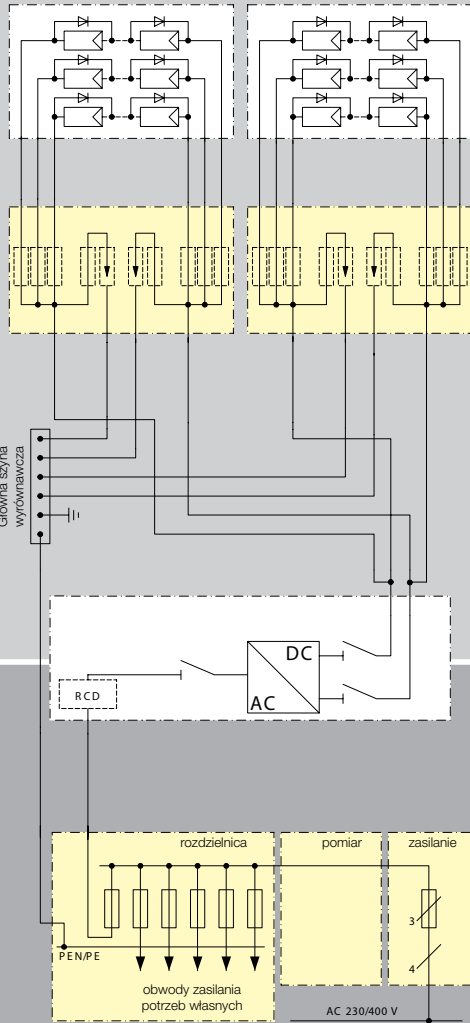 Główna szyna
wyrównawcza
DC
AC
RCD
rozdzielnica
pomiar
zasilanie
3
PEN/PE
4
obwody zasilania
potrzeb własnych
AC 230/400 V